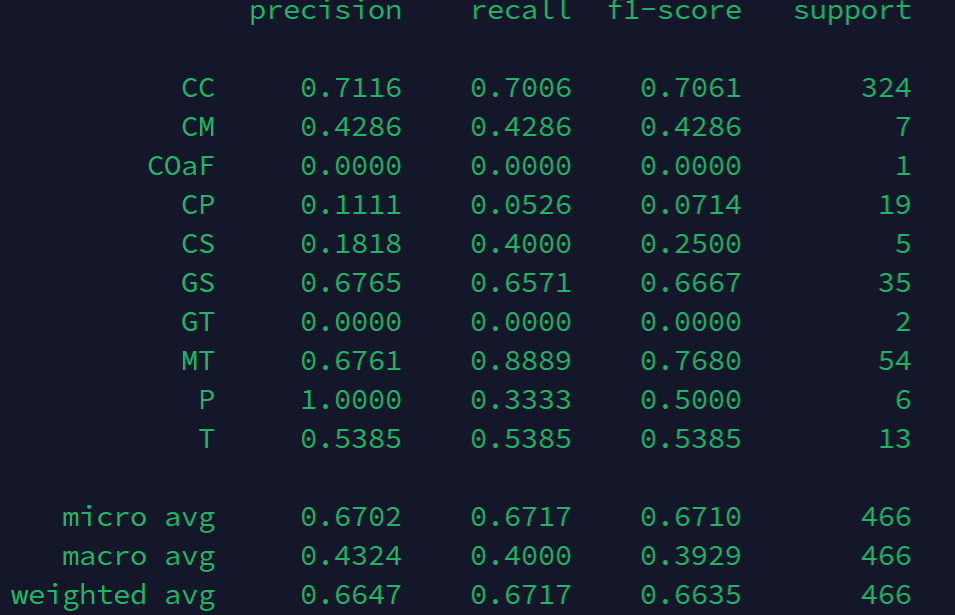 precision recall f1-score support
CC 0.7116 0.7006 0.7061 324
CM 0.4286 0.4286 0.4286 7
COaF 0.0000 0.0000 0.0000 1
CP 0.1111 0.0526 0.0714 19
CS 0.1818 0.4000 0.2500 5
GS 0.6765 0.6571 0.6667 35
GT 0.0000 0.0000 0.0000 2
MT 0.6761 0.8889 0.7680 54
P 1.0000 0.3333 0.5000 6
T 0.5385 0.5385 0.5385 13
micro avg 0.6702 0.6717 0.6710 466
macro avg 0.4324 0.4000 0.3929 466
weighted avg 0.6647 0.6717 0.6635 466